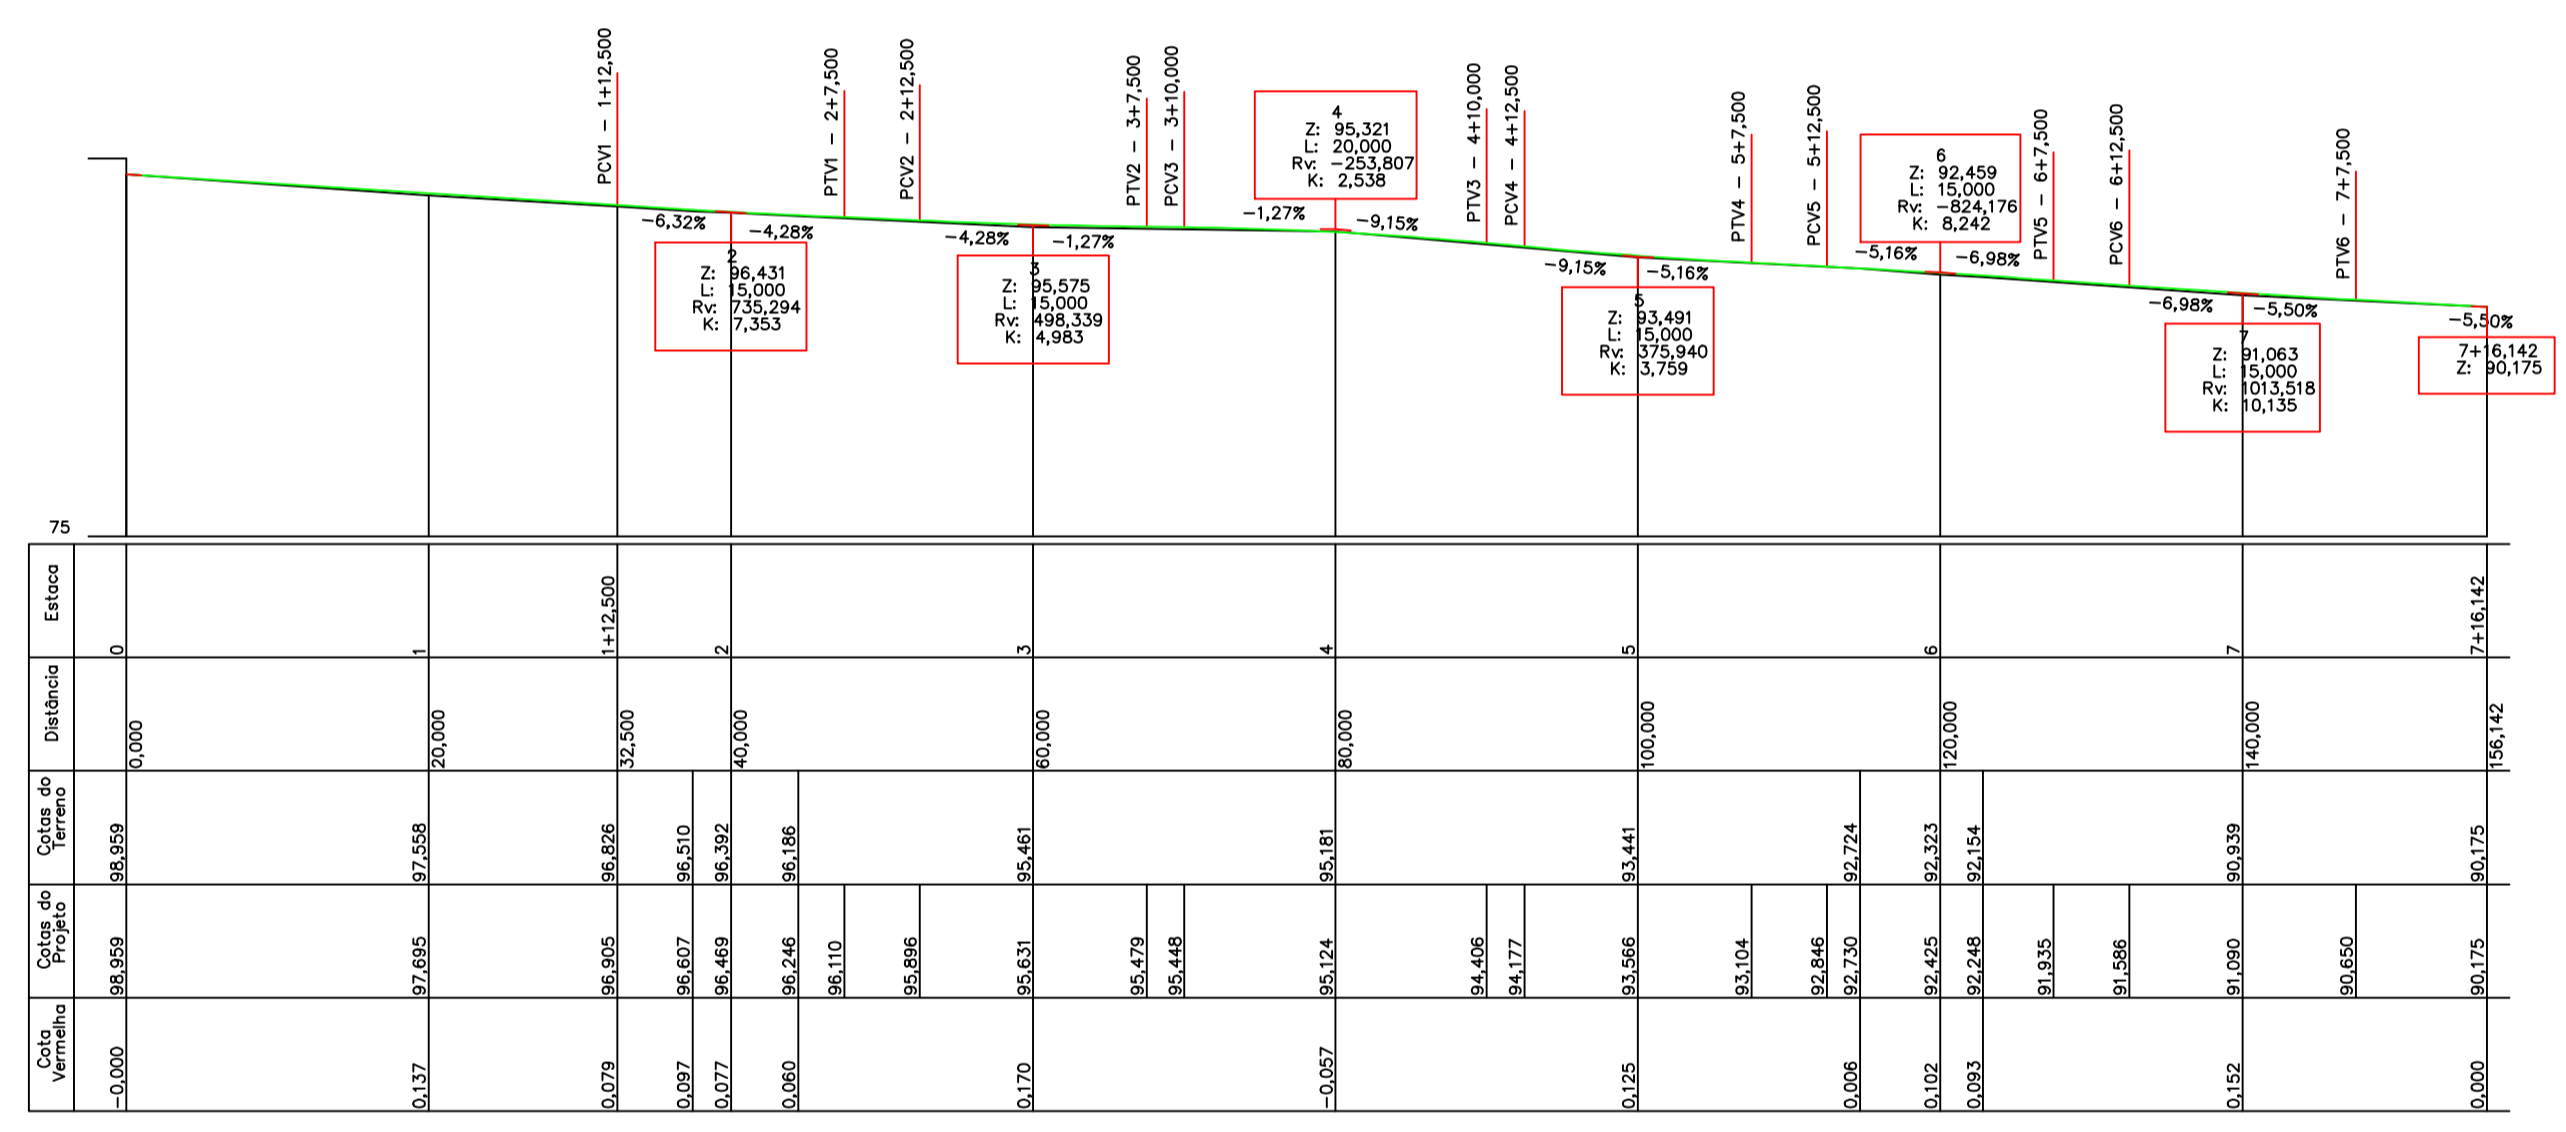 PCV1 - 1+12,500
PTV1 - 2+7,500
PCV2 - 2+12,500
PTV2 - 3+7,500
PCV3 - 3+10,000
PTV3 - 4+10,000
PCV4 - 4+12,500
PTV4 - 5+7,500
PCV5 - 5+12,500
PTV5 - 6+7,500
PCV6 - 6+12,500
PTV6 - 7+7,500
-6,32%
-4,28%
2
Z: 96,431
L: 15,000
Rv: 735,294
K: 7,353
-4,28%
-1,27%
3
Z: 95,575
L: 15,000
Rv: 498,339
K: 4,983
4
Z: 95,321
L: 20,000
Rv: -253,807
K: 2,538
-1,27%
-9,15%
-9,15%
-5,16%
5
Z: 93,491
L: 15,000
Rv: 375,940
K: 3,759
6
Z: 92,459
L: 15,000
Rv: -824,176
K: 8,242
-5,16%
-6,98%
-6,98%
-5,50%
7
Z: 91,063
L: 15,000
Rv: 1013,518
K: 10,135
-5,50%
7+16,142
Z: 90,175
75
Estaca
0
1
1+12,500
2
3
4
5
6
7
7+16,142
Distância
0,000
20,000
32,500
40,000
60,000
80,000
100,000
120,000
140,000
156,142
Cotas do
Terreno
98,959
97,558
96,826
96,510
96,392
96,186
95,461
95,181
93,441
92,724
92,323
92,154
90,939
90,175
Cotas do
Projeto
98,959
97,695
96,905
96,607
96,469
96,246
96,110
95,896
95,631
95,479
95,448
95,124
94,406
94,177
93,566
93,104
92,846
92,730
92,425
92,248
91,935
91,586
91,090
90,650
90,175
Cota
Vermelha
-0,000
0,137
0,079
0,097
0,077
0,060
0,170
-0,057
0,125
0,006
0,102
0,093
0,152
0,000